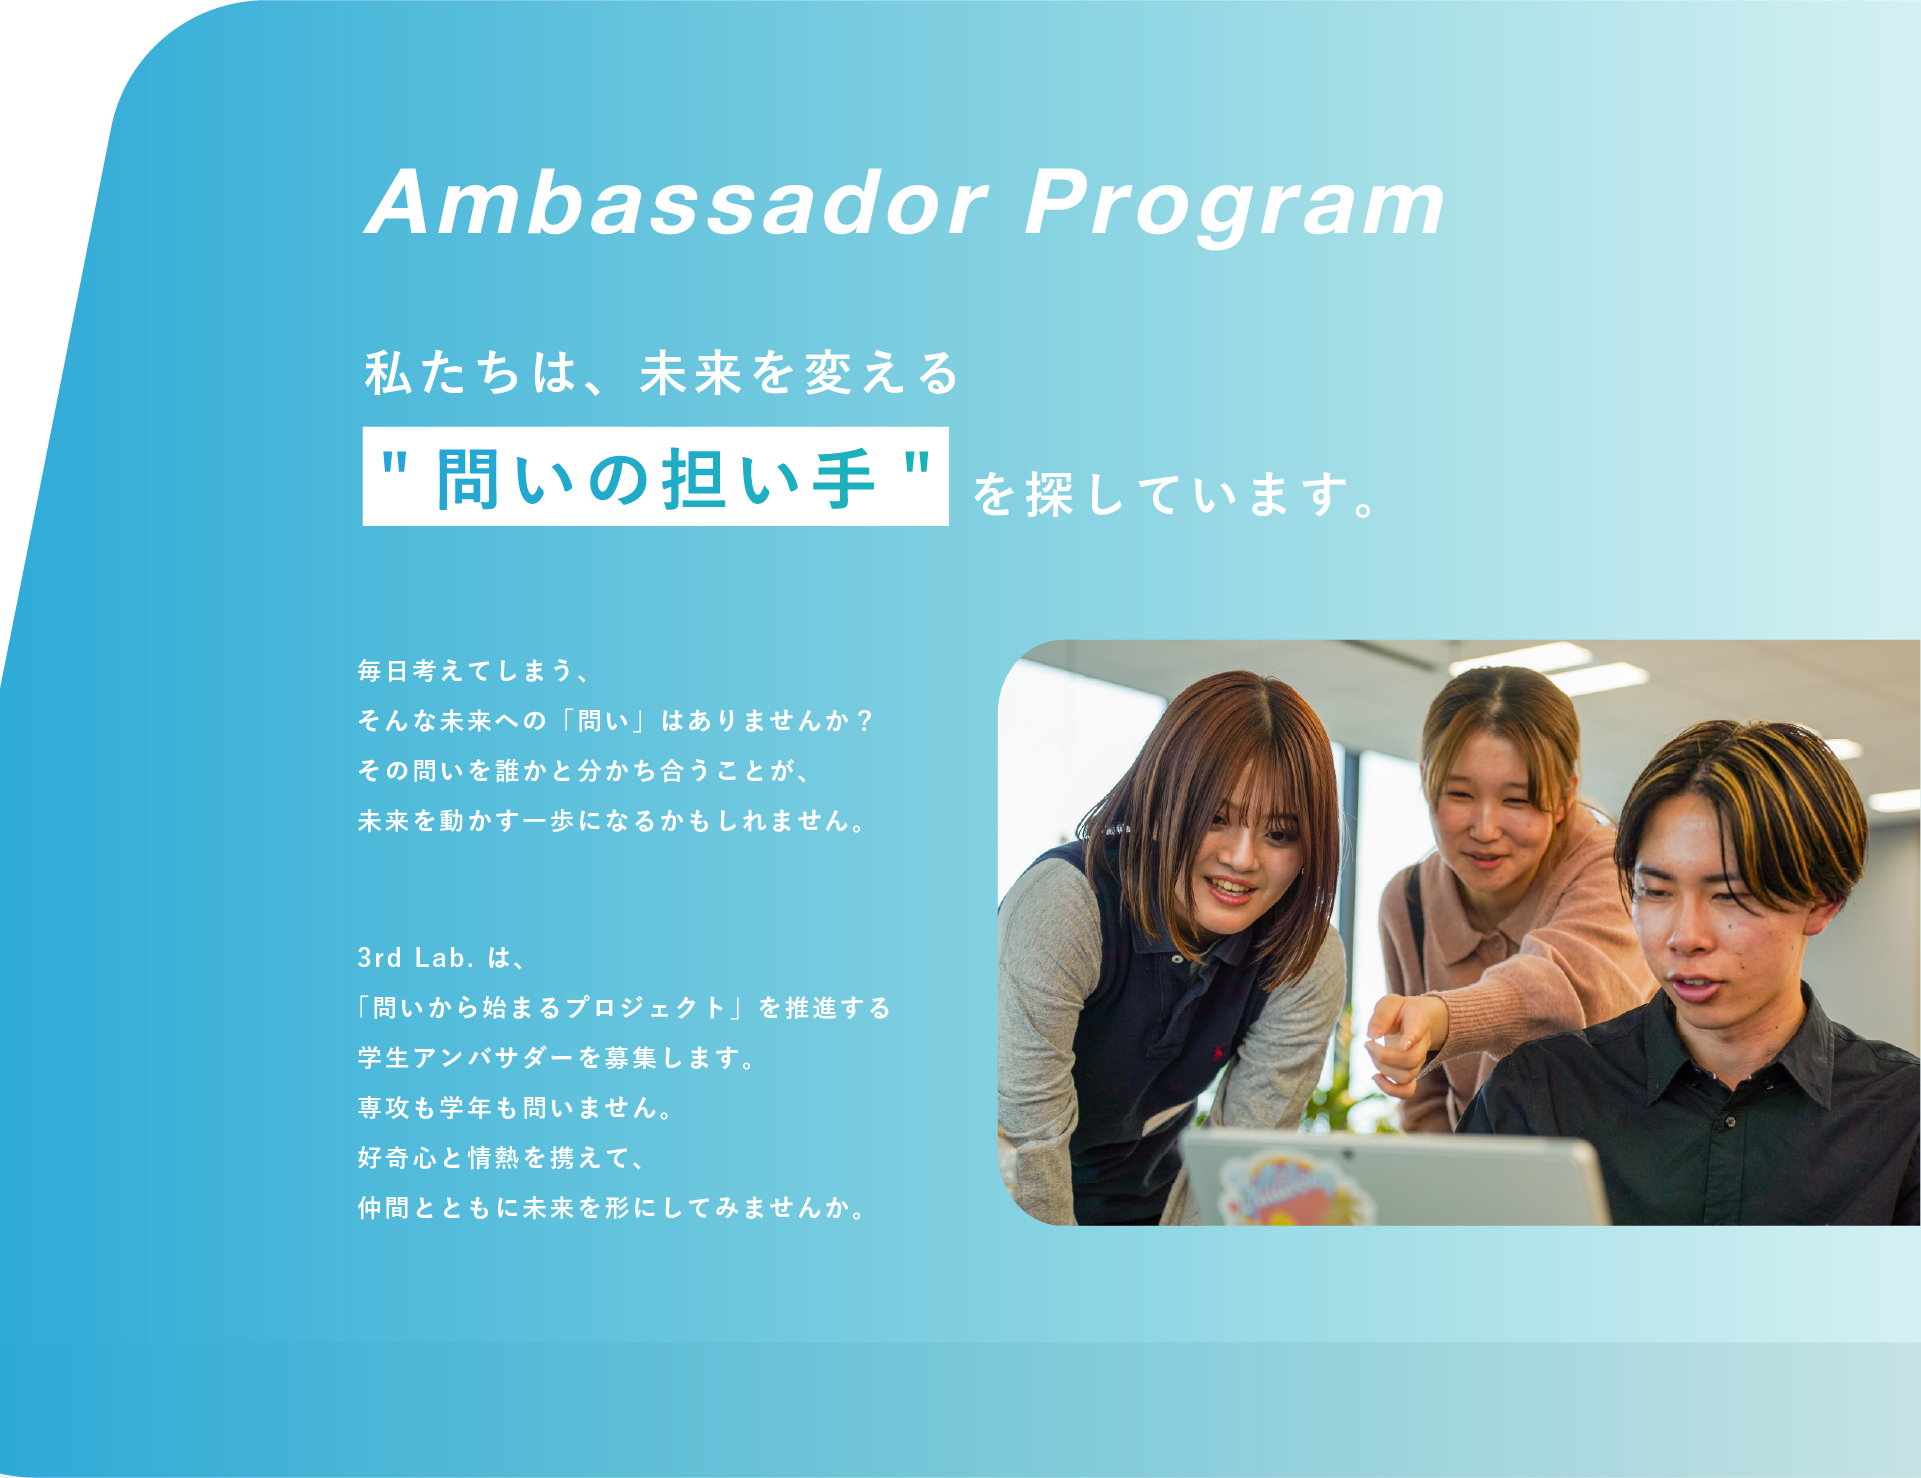 Ambassador Program
私たちは、未来を変える
"問いの担い手"を探しています。
毎日考えてしまう、
そんな未来への「問い」はありませんか？
その問いを誰かと分かち合うことが、
未来を動かす一歩になるかもしれません。
3rd Lab. は、
「問いから始まるプロジェクト」を推進する
学生アンバサダーを募集します。
専攻も学年も問いません。
好奇心と情熱を携えて、
仲間とともに未来を形にしてみませんか。